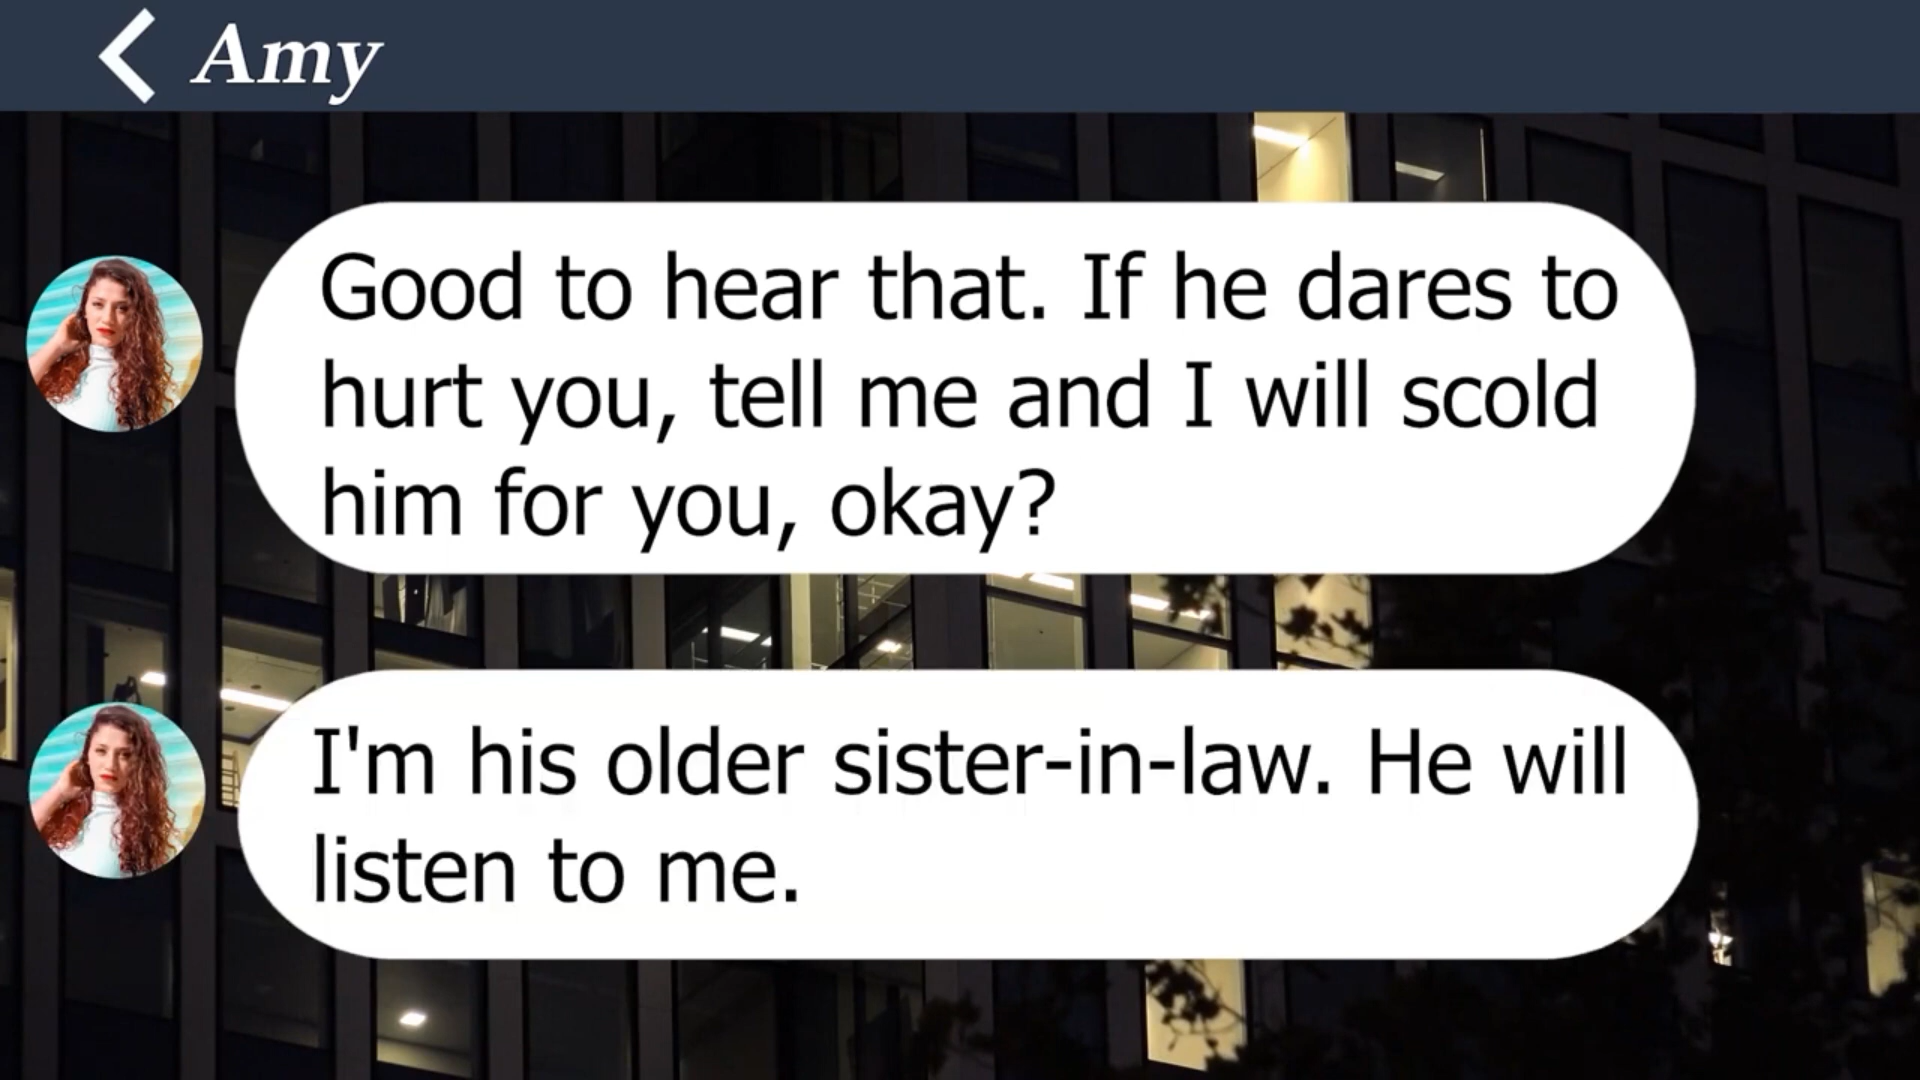 Amy
Good to hear that. If he dares to
hurt you, tell me and I will scold
him for you, okay?
I'm his older sister-in-law. He will
listen to me.